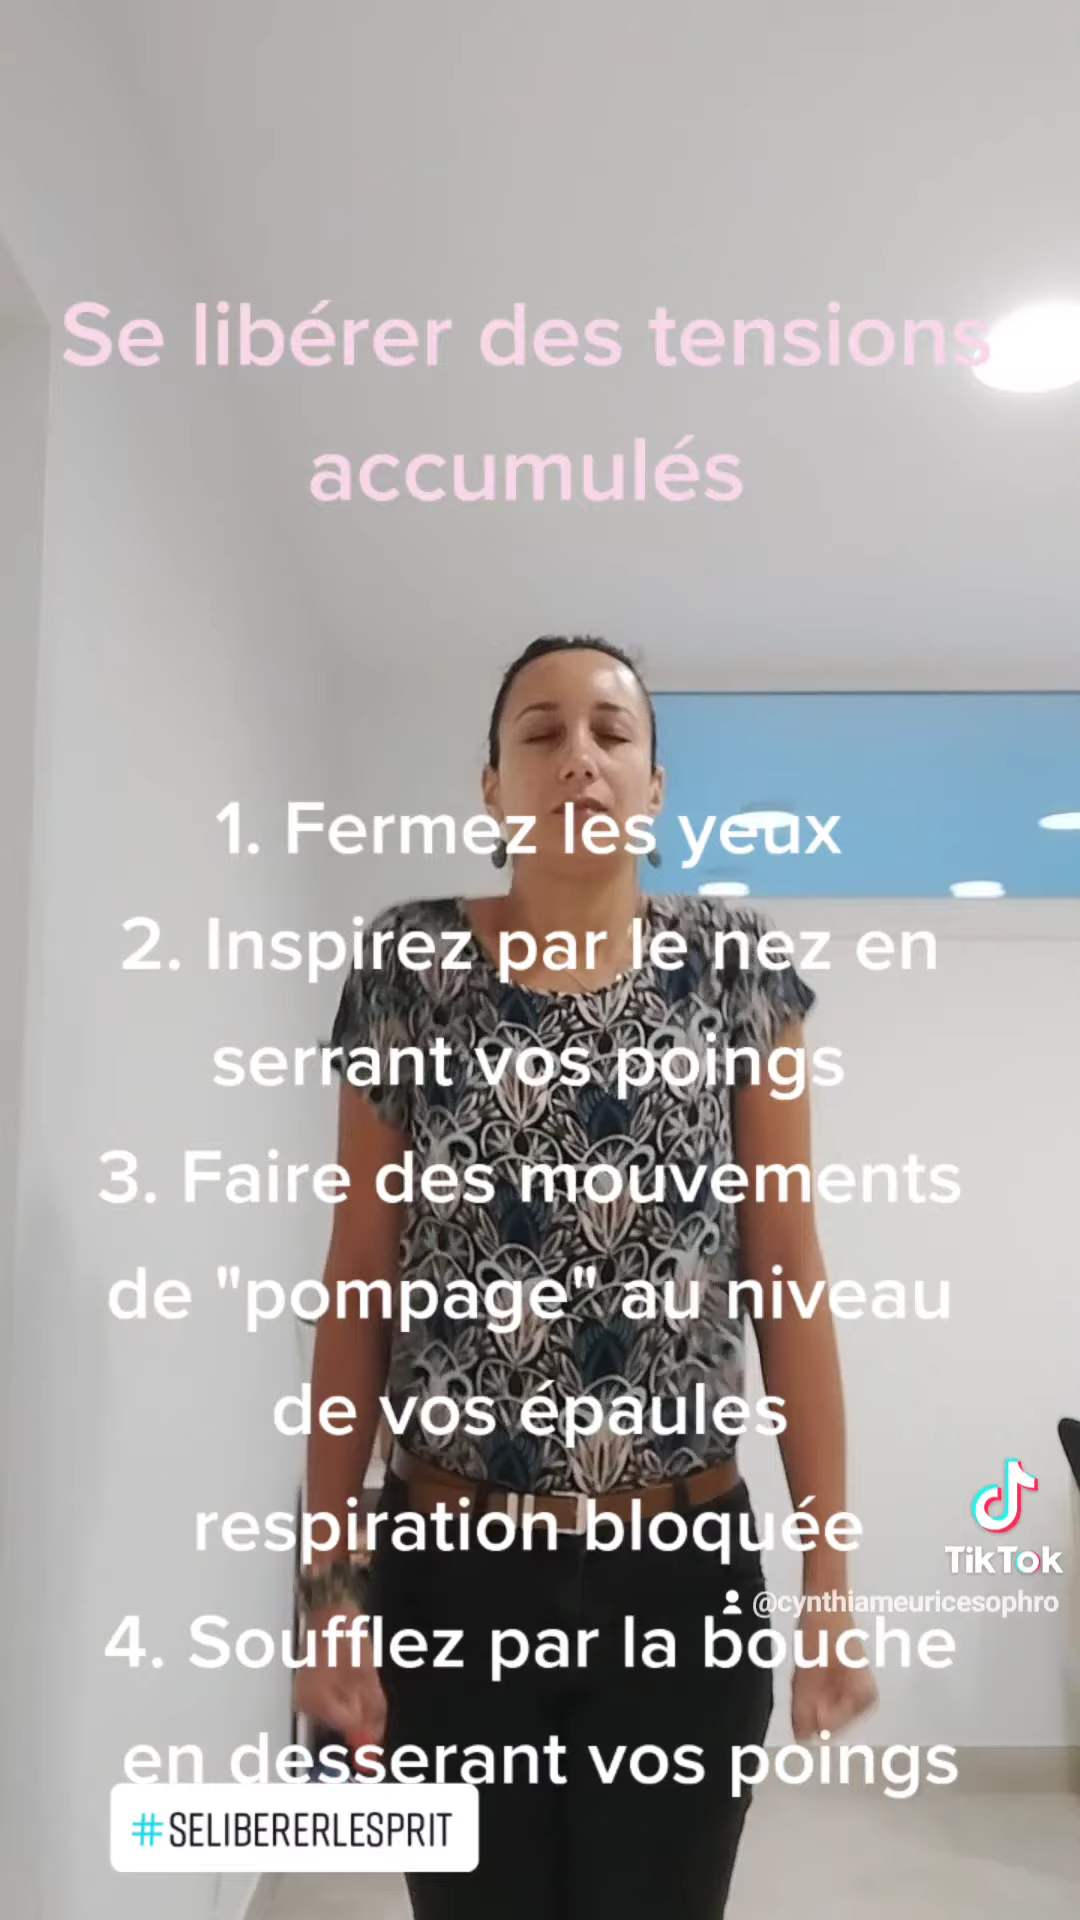 Se libérer des tensions
accumulés
1. Fermez les yeux
2. Inspirez par le nez en
serrant vos poings
3. Faire des mouvements
de "pompage" au niveau
de vos épaules
respiration bloquée
TikTok
@cynthiameuricesophro
4. Soufflez par la bouche
en desserant vos poings
#SELIBERERLESPRIT